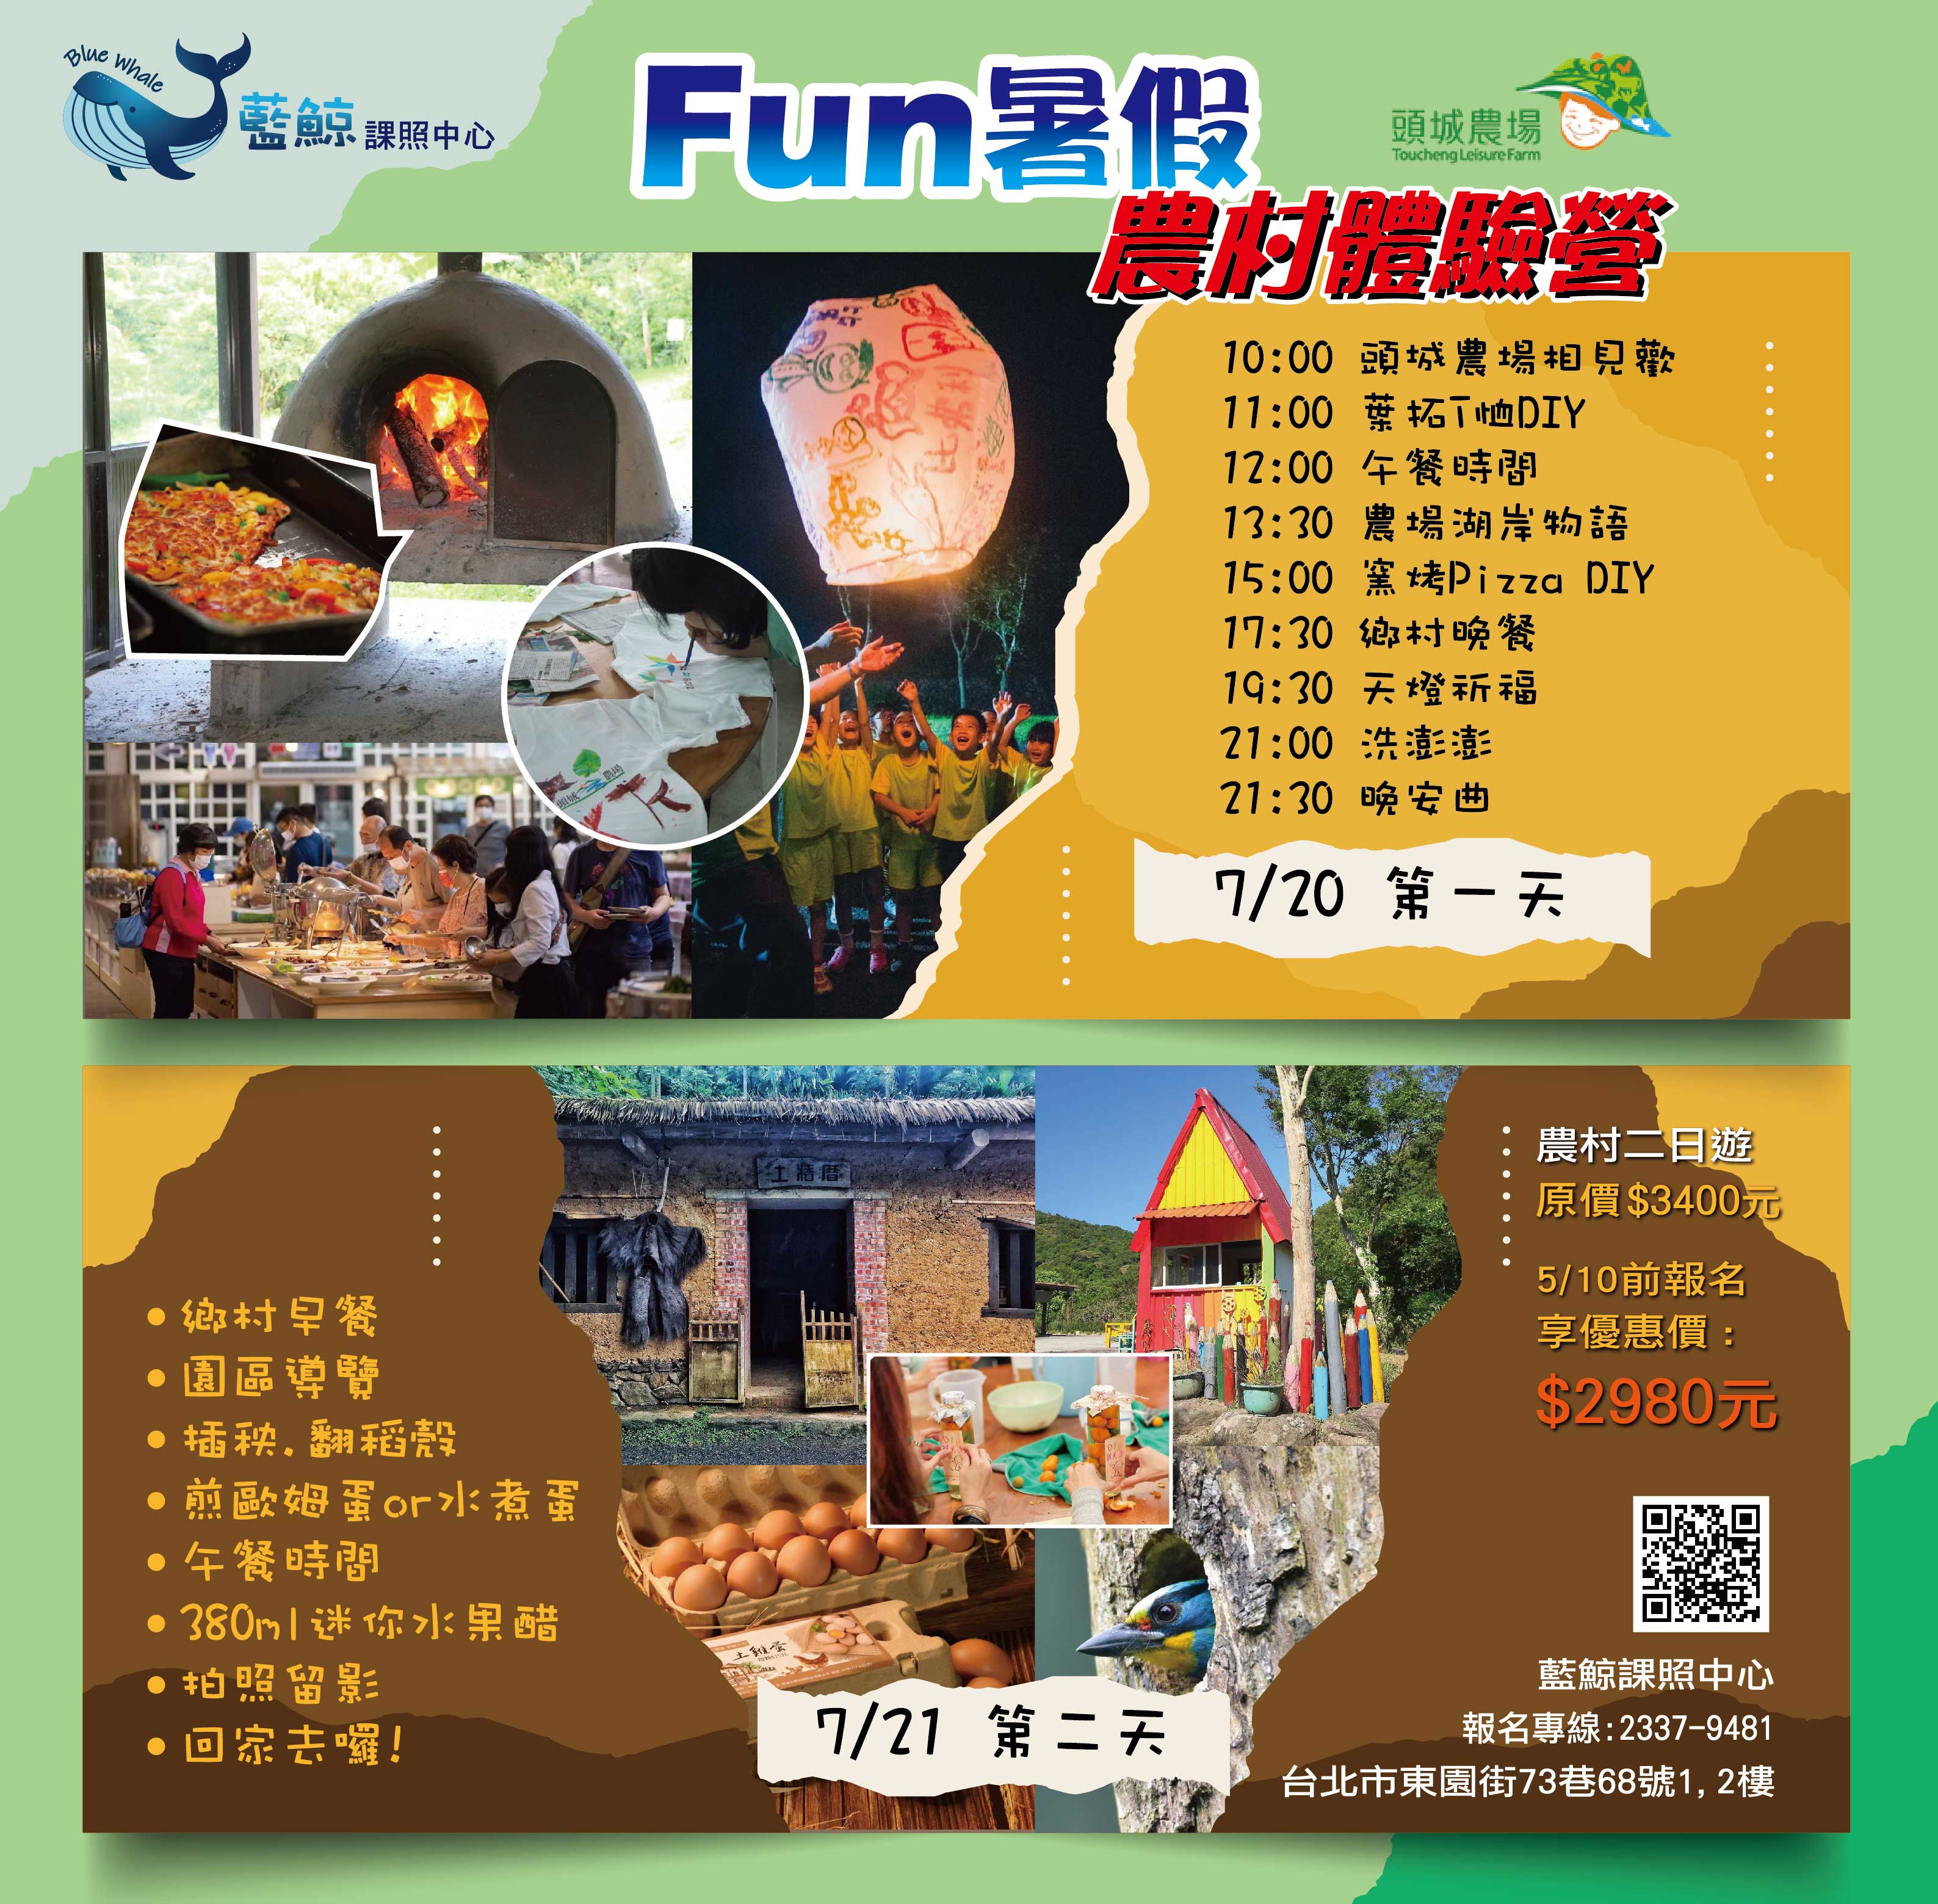 Blue Whale
藍鯨 課照中心
Fun暑假
農村體驗營
頭城農場
Toucheng Leisure Farm
10:00 頭城農場相見歡
11:00 葉拓T恤DIY
12:00 午餐時間
13:30 農場湖岸物語
15:00 窯烤Pizza DIY
17:30 鄉村晚餐
19:30 天燈祈福
21:00 洗澎澎
21:30 晚安曲
7/20 第一天
土牆厝
土雞蛋
•鄉村早餐
•園區導覽
•插秧.翻稻殼
•煎歐姆蛋or水煮蛋
•午餐時間
•380ml迷你水果醋
•拍照留影
•回家去囉!
7/21 第二天
農村二日遊
原價$3400元
5/10前報名
享優惠價：
$2980元
藍鯨課照中心
報名專線:2337-9481
台北市東園街73巷68號1,2樓